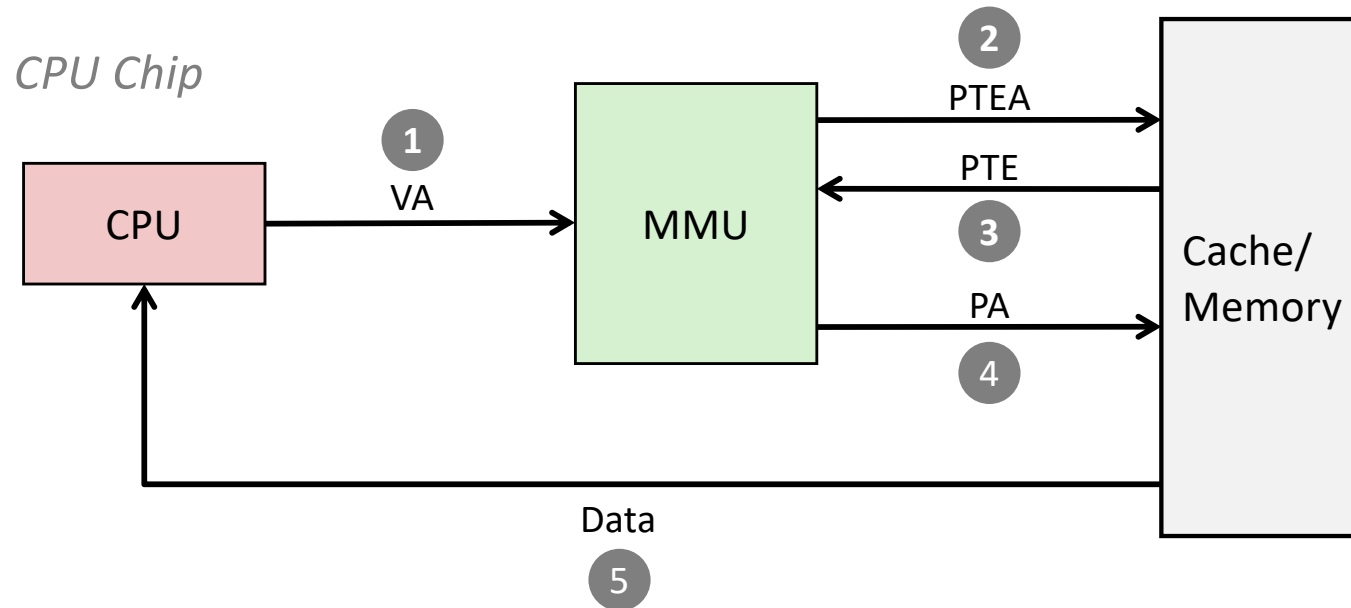 2
CPU Chip
PTEA
1
PTE
VA
CPU
MMU
3
Cache/
Memory
PA
4
Data
5